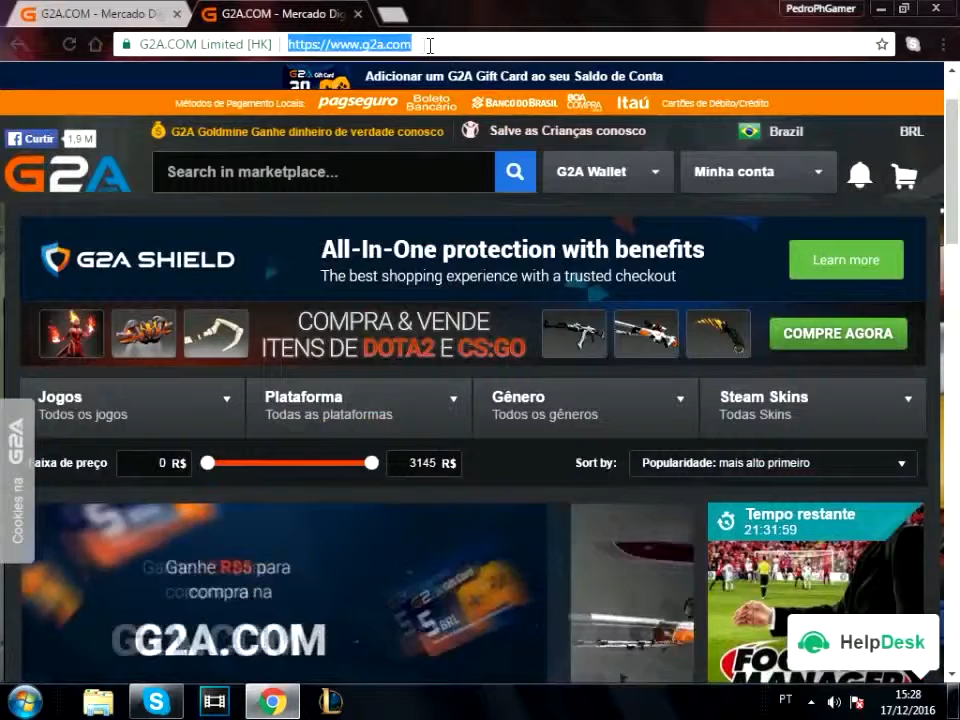 G2A.COM - Mercado Di
G2A.COM - Mercado Dig
PedroPhGamer
G2A.COM Limited [HK]
https://www.g2a.com
Adicionar um G2A Gift Card ao seu Saldo de Conta
Métodos de Pagamento Locais:
pagseguro
Boleto Bancário
BANCO DO BRASIL
BOA COMPRA
Itaú
Cartões de Débito/Crédito
Curtir
1,9 M
G2A Goldmine Ganhe dinheiro de verdade conosco
Salve as Crianças conosco
Brazil
BRL
G2A
Search in marketplace...
G2A Wallet
Minha conta
G2A SHIELD
All-In-One protection with benefits
The best shopping experience with a trusted checkout
Learn more
COMPRA & VENDE
ITENS DE DOTA2 E CS:GO
COMPRE AGORA
Jogos
Todos os jogos
Plataforma
Todas as plataformas
Gênero
Todos os gêneros
Steam Skins
Todas Skins
Cookies na G2A
aixa de preço
0 R$
3145 R$
Sort by:
Popularidade: mais alto primeiro
Ganhe R$5 para
compra na
G2A.COM
Tempo restante
21:31:59
HelpDesk
PT
15:28
17/12/2016